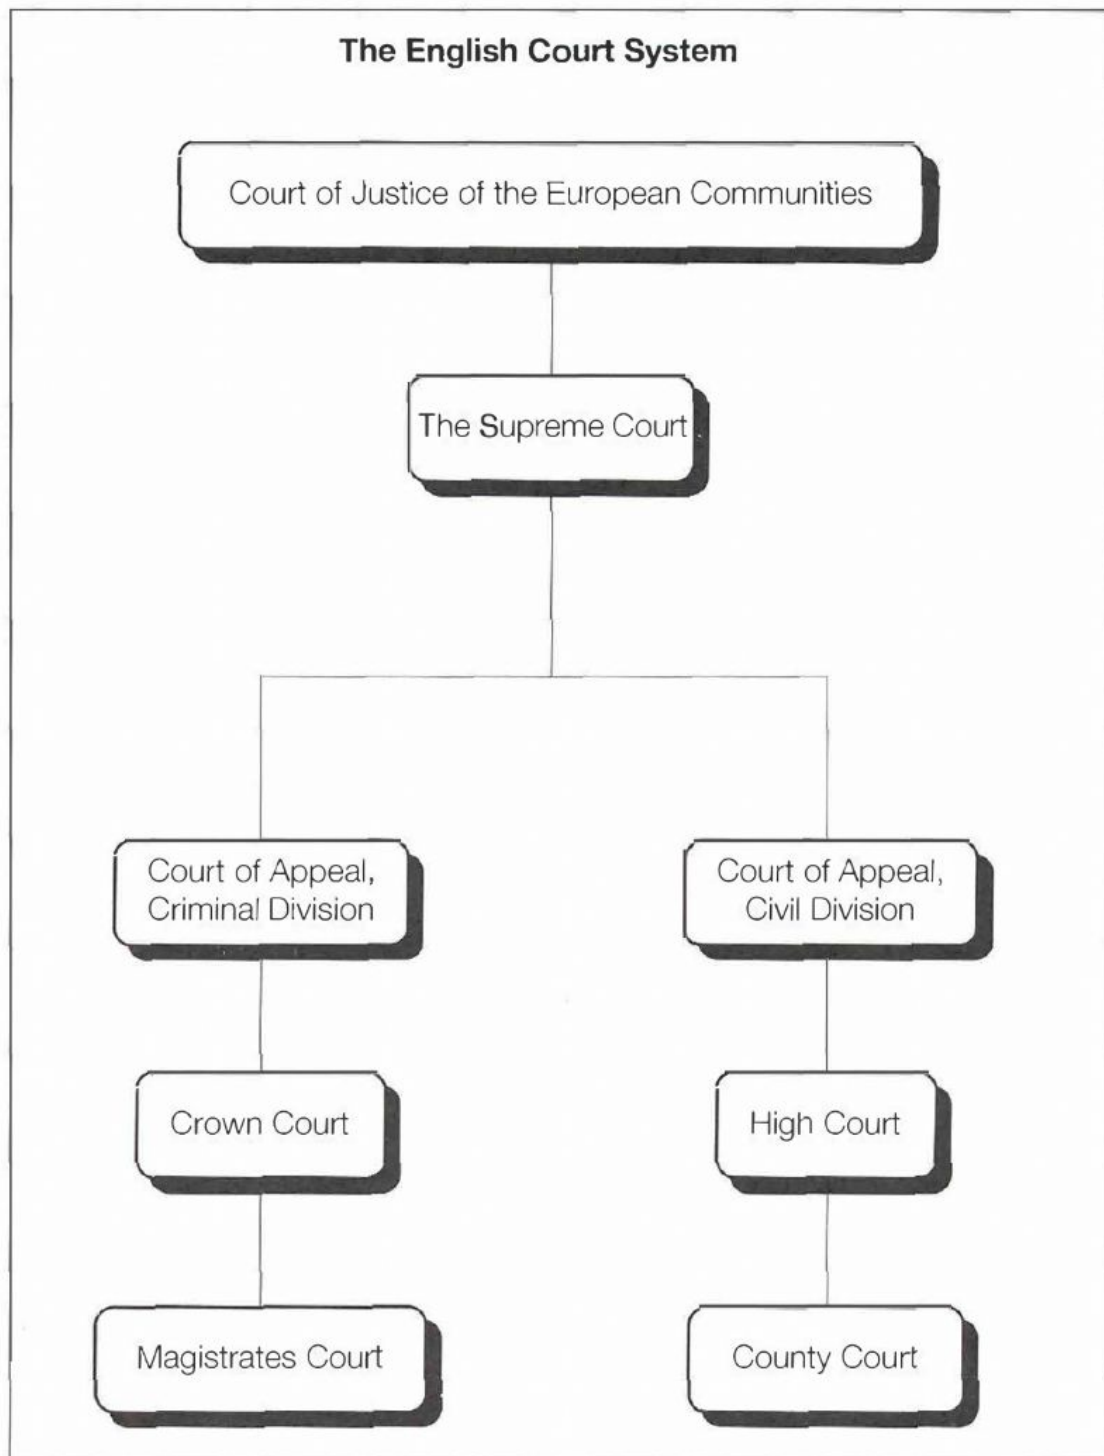 The English Court System
Court of Justice of the European Communities
The Supreme Court
Court of Appeal,
Criminal Division
Court of Appeal,
Civil Division
Crown Court
High Court
Magistrates Court
County Court